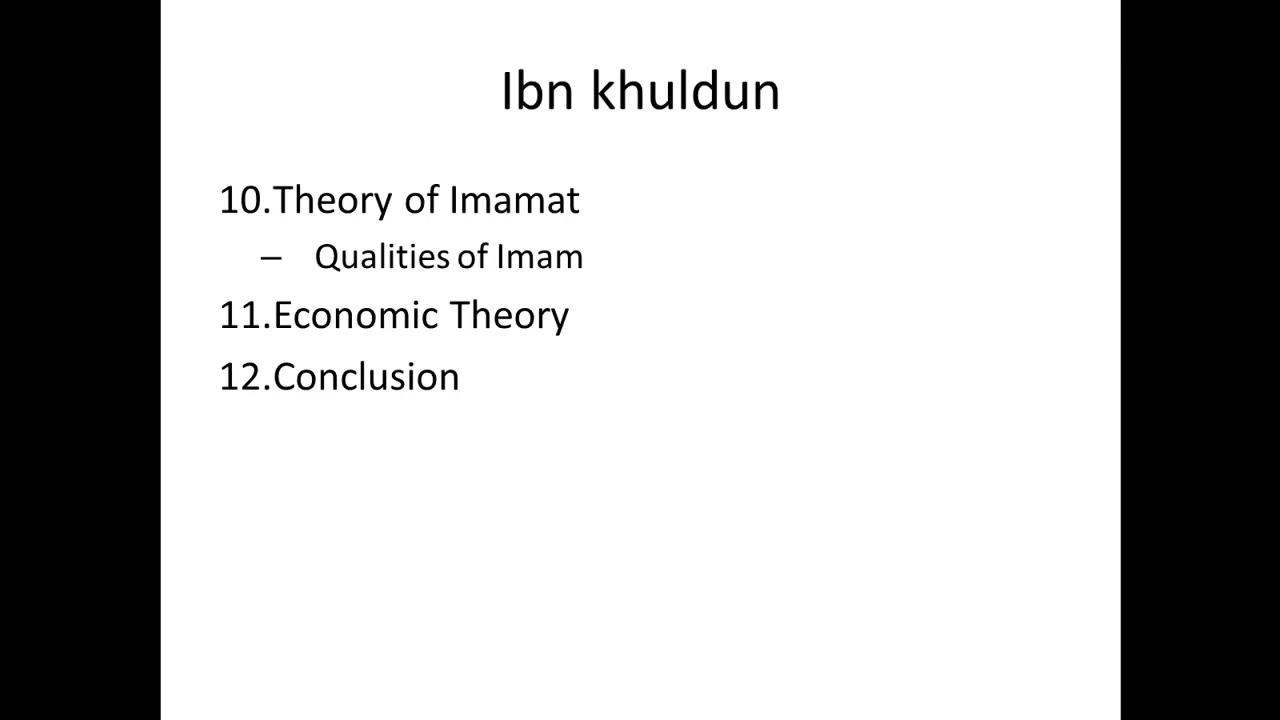 Ibn khuldun
10.Theory of Imamat
– Qualities of Imam
11.Economic Theory
12.Conclusion